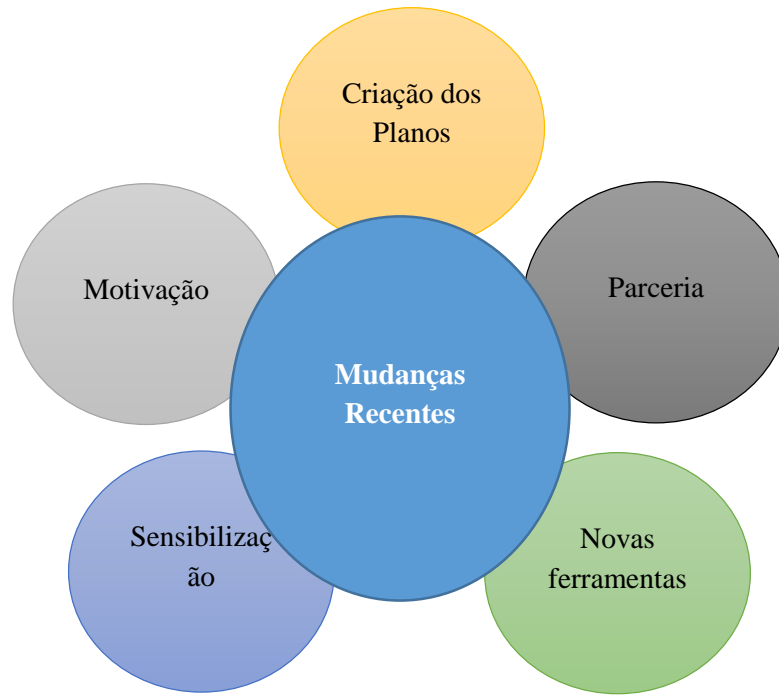 Criação dos
Planos
Motivação
Parceria
Mudanças
Recentes
Sensibilizaç
ão
Novas
ferramentas